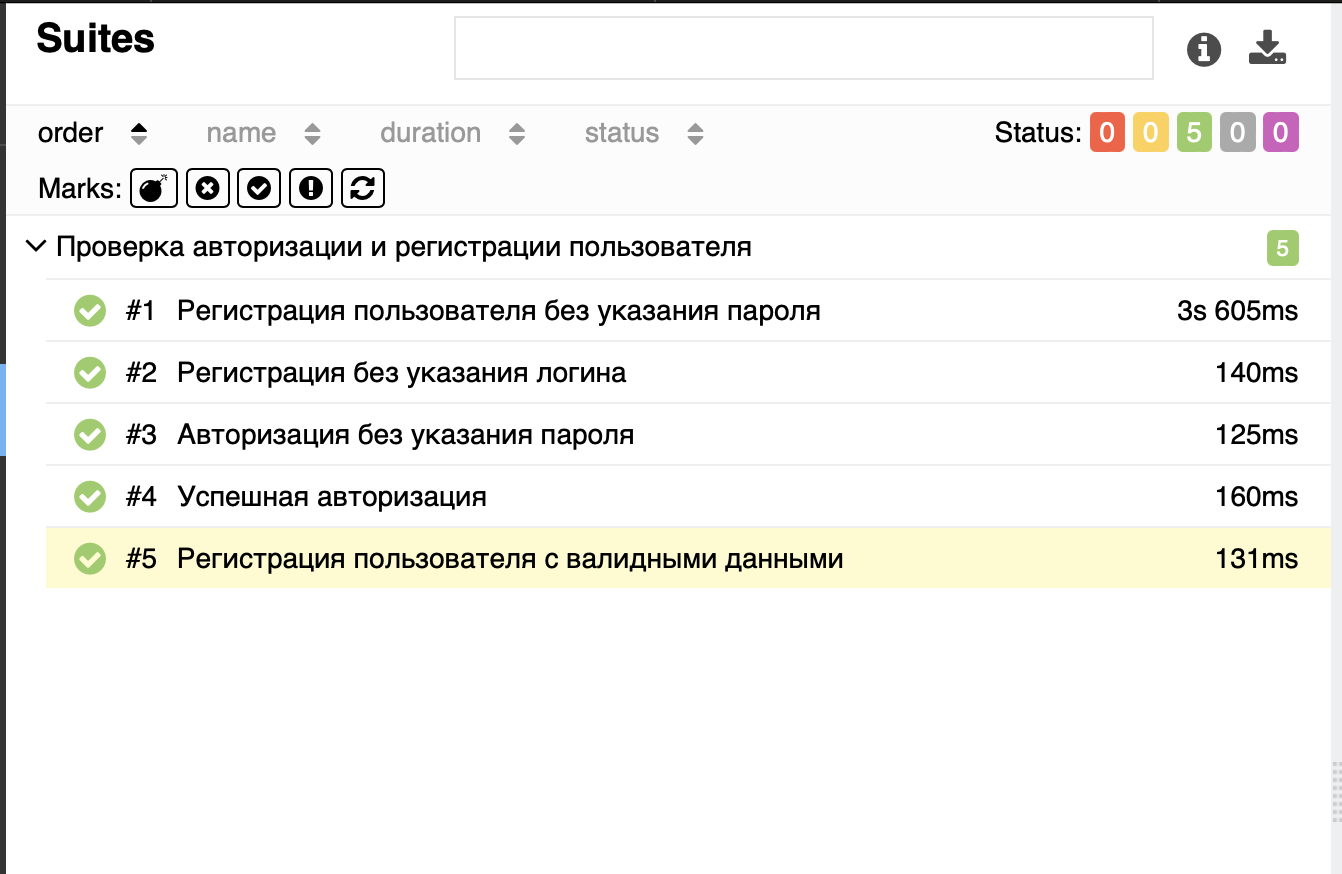 Suites
order name duration status Status: 0 0 5 0 0
Marks:
Проверка авторизации и регистрации пользователя 5
#1 Регистрация пользователя без указания пароля 3s 605ms
#2 Регистрация без указания логина 140ms
#3 Авторизация без указания пароля 125ms
#4 Успешная авторизация 160ms
#5 Регистрация пользователя с валидными данными 131ms